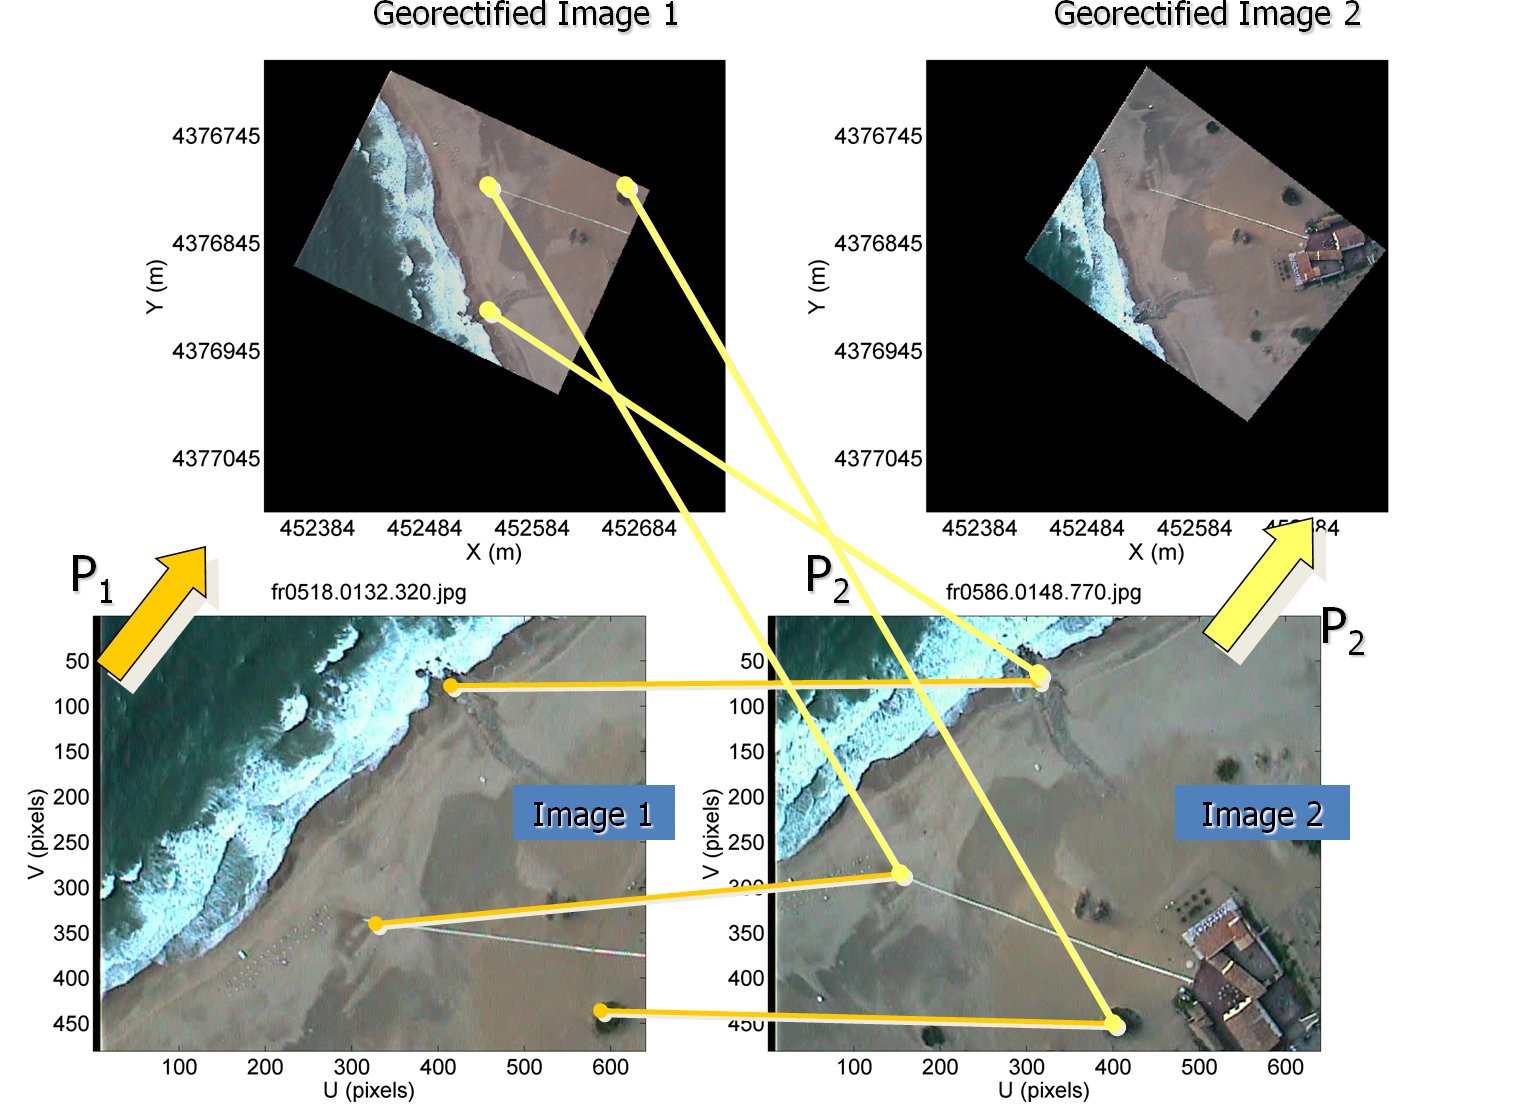 Georectified Image 1
Georectified Image 2
4376745
4376845
4376945
4377045
Y (m)
452384 452484 452584 452684
X (m)
4376745
4376845
4376945
4377045
Y (m)
452384 452484 452584
X (m)
P1
P2
P2
fr0518.0132.320.jpg
fr0586.0148.770.jpg
50
100
150
200
250
300
350
400
450
V (pixels)
Image 1
100 200 300 400 500 600
U (pixels)
50
100
150
200
250
300
350
400
450
V (pixels)
Image 2
100 200 300 400 500 600
U (pixels)